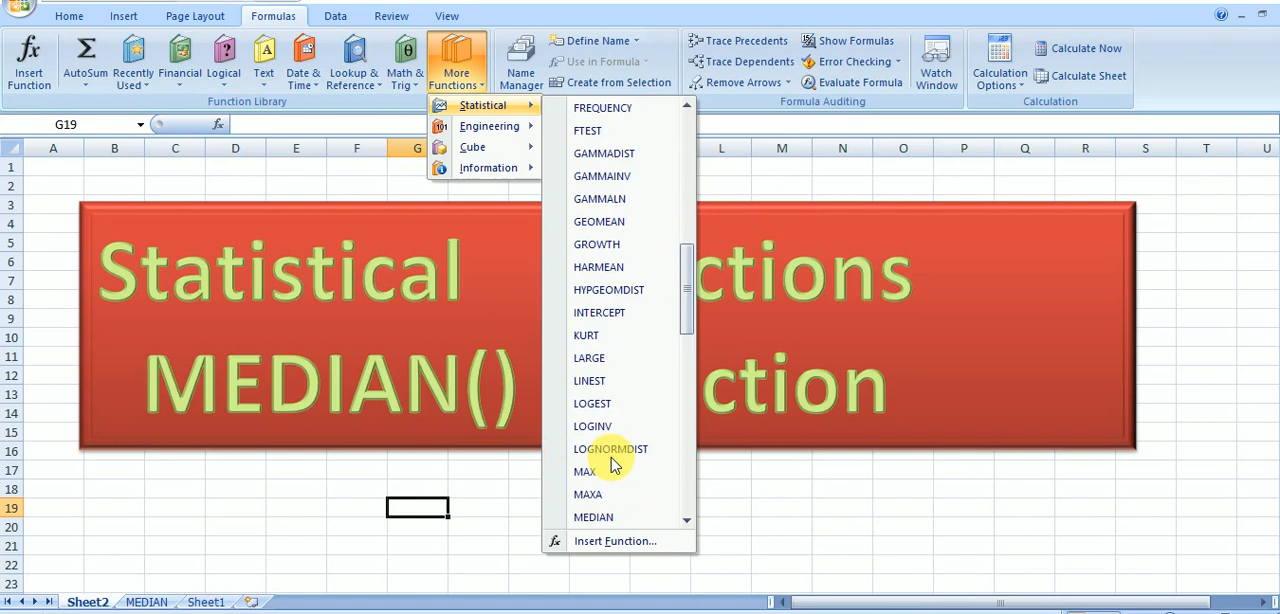 Home Insert Page Layout Formulas Data Review View
Insert Function
AutoSum
Recently Used
Financial
Logical
Text
Date & Time
Lookup & Reference
Math & Trig
More Functions
Function Library
Name Manager
Define Name
Use in Formula
Create from Selection
Trace Precedents
Trace Dependents
Remove Arrows
Show Formulas
Error Checking
Evaluate Formula
Formula Auditing
Watch Window
Calculation Options
Calculate Now
Calculate Sheet
Calculation
G19
fx
Statistical
Engineering
Cube
Information
FREQUENCY
FTEST
GAMMADIST
GAMMAINV
GAMMALN
GEOMEAN
GROWTH
HARMEAN
HYPGEOMDIST
INTERCEPT
KURT
LARGE
LINEST
LOGEST
LOGINV
LOGNORMDIST
MAX
MAXA
MEDIAN
fx Insert Function...
A B C D E F G L M N O P Q R S T U
1
2
3
4
5
6
7
8
9
10
11
12
13
14
15
16
17
18
19
20
21
22
23
Statistical ctions
MEDIAN() ction
Sheet2 MEDIAN Sheet1